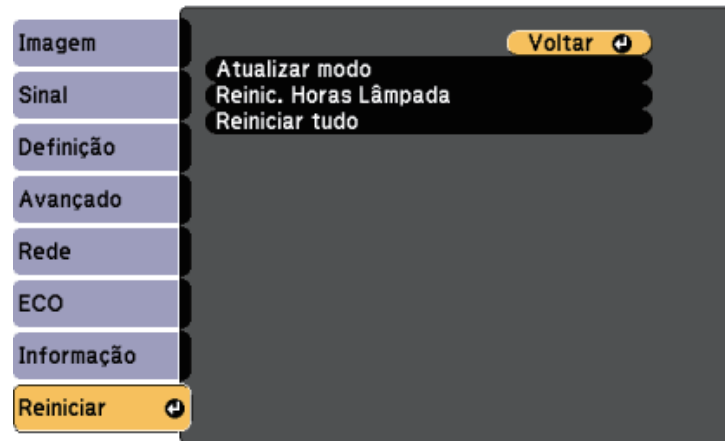 Imagem
Sinal
Definição
Avançado
Rede
ECO
Informação
Reiniciar
Voltar
Atualizar modo
Reinic. Horas Lâmpada
Reiniciar tudo